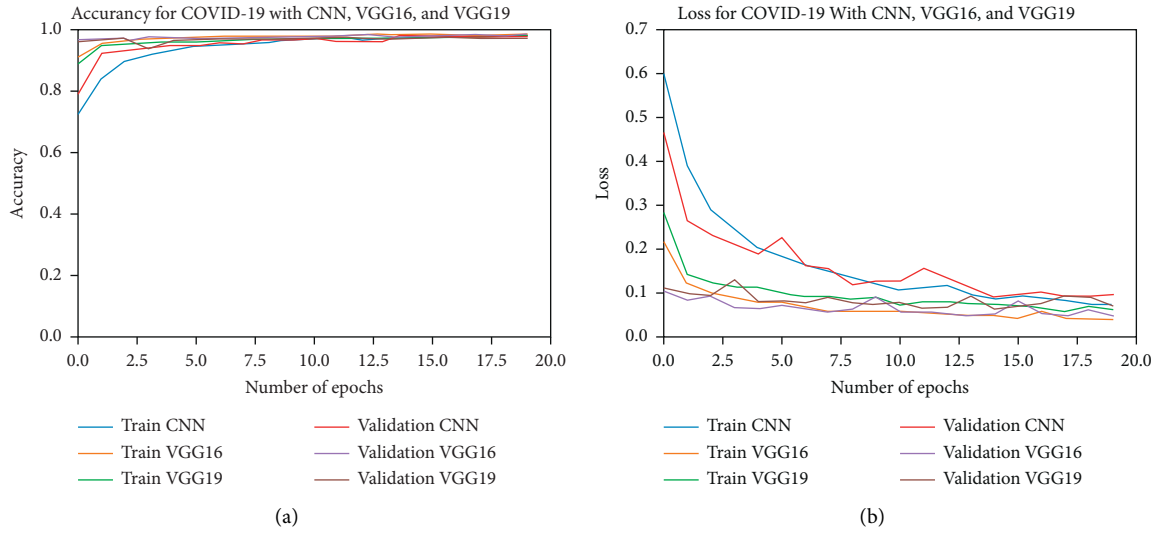 Accurancy for COVID-19 with CNN, VGG16, and VGG19
1.0
0.8
0.6
0.4
0.2
0.0
Accuracy
0.0 2.5 5.0 7.5 10.0 12.5 15.0 17.5 20.0
Number of epochs
Train CNN
Train VGG16
Train VGG19
Validation CNN
Validation VGG16
Validation VGG19
(a)
Loss for COVID-19 With CNN, VGG16, and VGG19
0.7
0.6
0.5
0.4
0.3
0.2
0.1
0.0
Loss
0.0 2.5 5.0 7.5 10.0 12.5 15.0 17.5 20.0
Number of epochs
Train CNN
Train VGG16
Train VGG19
Validation CNN
Validation VGG16
Validation VGG19
(b)